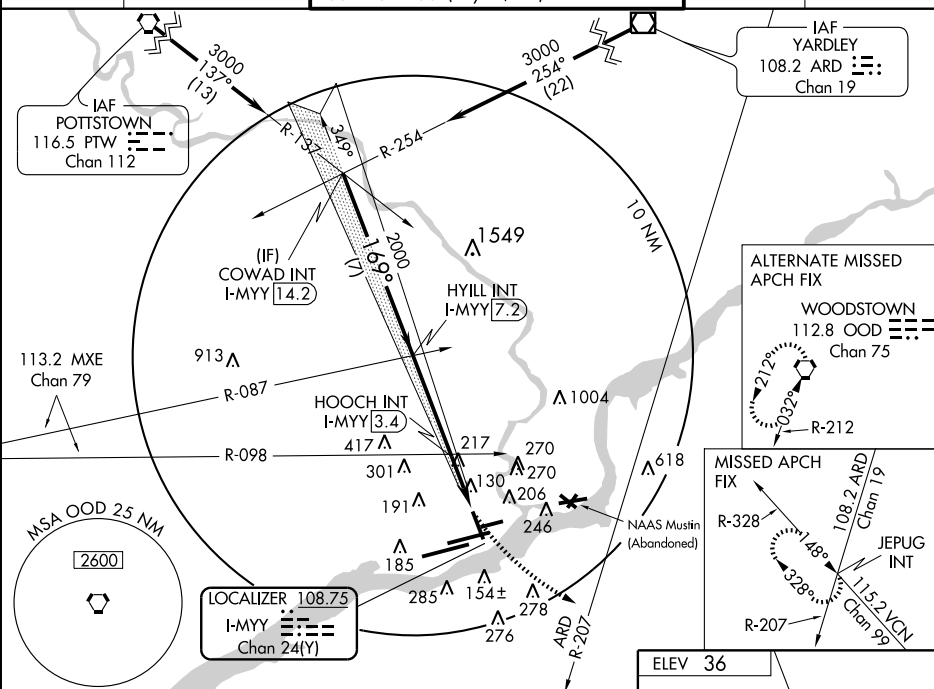 IAF
POTTSTOWN
116.5 PTW
Chan 112
3000
137°
(13)
R-137
3000
254°
(22)
R-254
IAF
YARDLEY
108.2 ARD
Chan 19
349°
10 NM
1549
2000
169°
(7)
(IF)
COWAD INT
I-MYY 14.2
HYILL INT
I-MYY 7.2
ALTERNATE MISSED
APCH FIX
WOODSTOWN
112.8 OOD
Chan 75
212°
032°
R-212
913
113.2 MXE
Chan 79
R-087
1004
HOOCH INT
I-MYY 3.4
417
217
R-098
301
270
270
618
130
191
206
246
NAAS Mustin
(Abandoned)
MISSED APCH
FIX
108.2 ARD
Chan 19
R-328
148°
328°
JEPUG
INT
R-207
115.2 VCN
Chan 99
MSA OOD 25 NM
2600
185
285
154±
278
276
LOCALIZER 108.75
I-MYY
Chan 24(Y)
ARD
R-207
ELEV 36